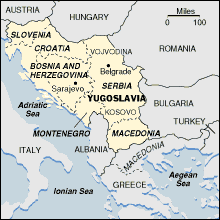 AUSTRIA
HUNGARY
0 Miles 100
SLOVENIA
CROATIA
VOJVODINA
ROMANIA
BOSNIA AND
HERZEGOVINA
Belgrade
Sarajevo
SERBIA
Adriatic
Sea
YUGOSLAVIA
KOSOVO
BULGARIA
MONTENEGRO
MACEDONIA
TURKEY
ITALY
ALBANIA
MACEDONIA
Aegean
Sea
GREECE
Ionian Sea